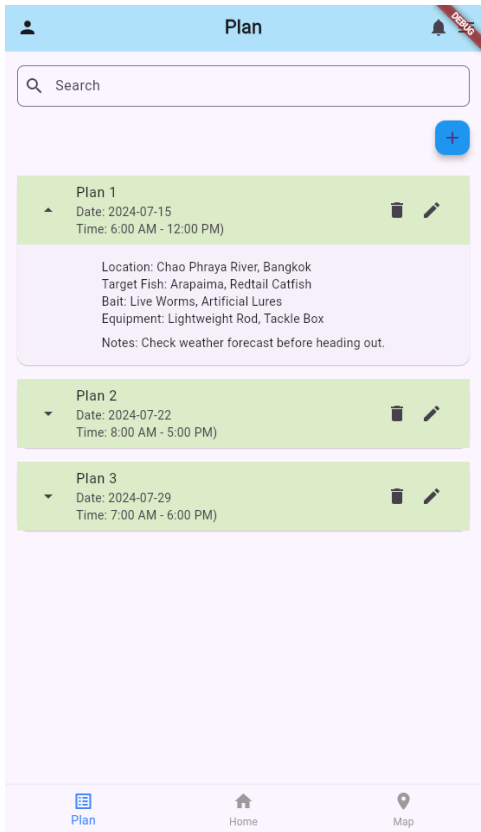 Plan
DEBUG
Search
Plan 1
Date: 2024-07-15
Time: 6:00 AM - 12:00 PM)
Location: Chao Phraya River, Bangkok
Target Fish: Arapaima, Redtail Catfish
Bait: Live Worms, Artificial Lures
Equipment: Lightweight Rod, Tackle Box
Notes: Check weather forecast before heading out.
Plan 2
Date: 2024-07-22
Time: 8:00 AM - 5:00 PM)
Plan 3
Date: 2024-07-29
Time: 7:00 AM - 6:00 PM)
Plan
Home
Map